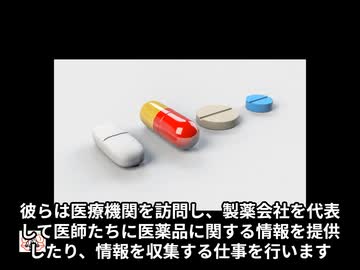 彼らは医療機関を訪問し、製薬会社を代表
して医師たちに医薬品に関する情報を提供
したり、情報を収集する仕事を行います